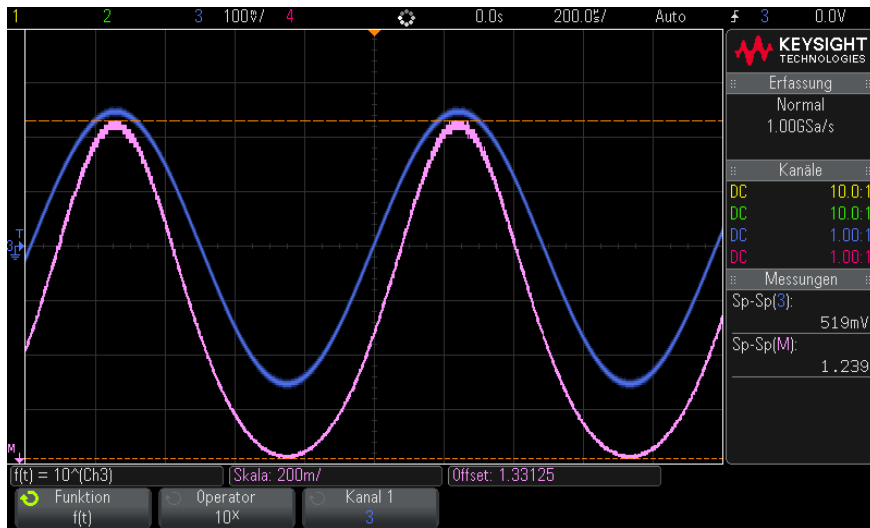 1 2 3 100㎷/ 4 0.0s 200.0㎲/ Auto 3 0.0V
KEYSIGHT
TECHNOLOGIES
Erfassung
Normal
1.00GSa/s
Kanäle
DC 10.0:1
DC 10.0:1
DC 1.00:1
DC 1.00:1
Messungen
Sp-Sp(3):
519mV
Sp-Sp(M):
1.239
T
3
M
f(t) = 10^(Ch3) Skala: 200m/ Offset: 1.33125
Funktion Operator Kanal 1
f(t) 10ˣ 3